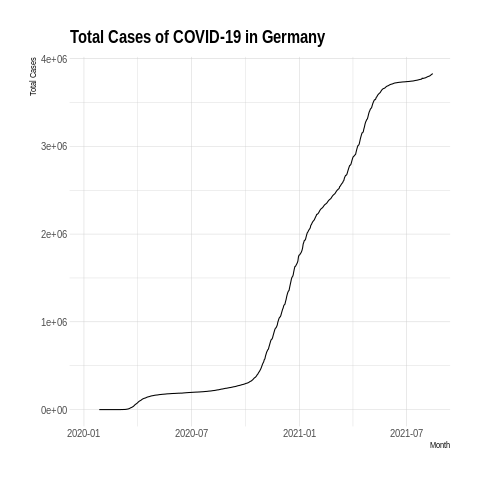 Total Cases of COVID-19 in Germany
Total Cases
4e+06
3e+06
2e+06
1e+06
0e+00
2020-01 2020-07 2021-01 2021-07
Month